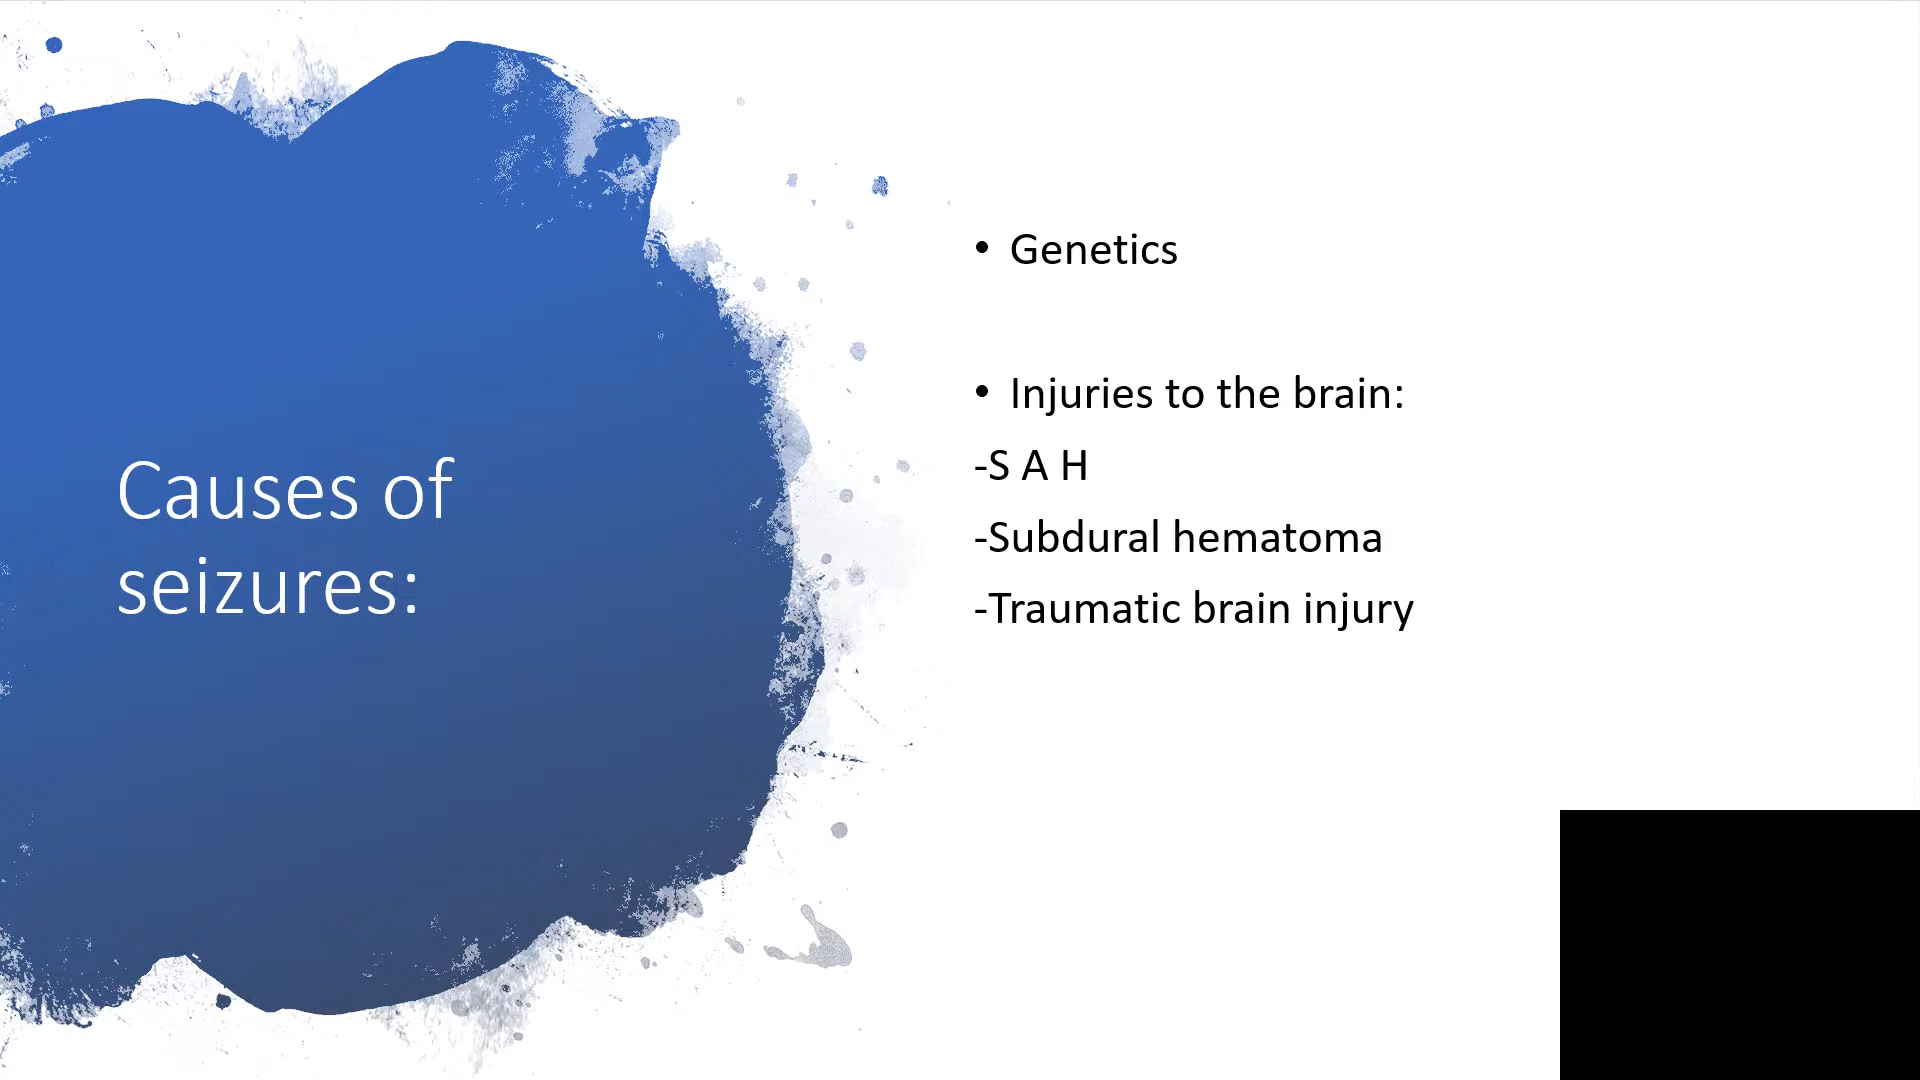 Causes of
seizures:
• Genetics
• Injuries to the brain:
-S A H
-Subdural hematoma
-Traumatic brain injury